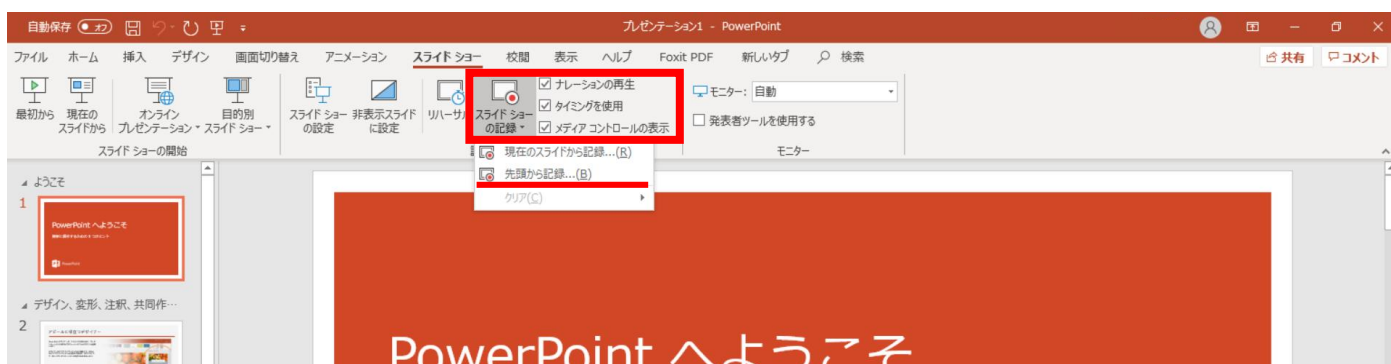 自動保存 オフ プレゼンテーション1 - PowerPoint
ファイル ホーム 挿入 デザイン 画面切り替え アニメーション スライド ショー 校閲 表示 ヘルプ Foxit PDF 新しいタブ 検索 共有 コメント
最初から
現在の
スライドから
オンライン
プレゼンテーション
目的別
スライド ショー
スライド ショーの開始
スライド ショー
の設定
非表示スライド
に設定
リハーサル
スライド ショー
の記録
ナレーションの再生
タイミングを使用
メディア コントロールの表示
モニター: 自動
発表者ツールを使用する
モニター
現在のスライドから記録...(R)
先頭から記録...(B)
クリア(C)
ようこそ
1
PowerPoint へようこそ
PowerPoint
デザイン、変形、注釈、共同作…
2
PowerPoint へようこそ